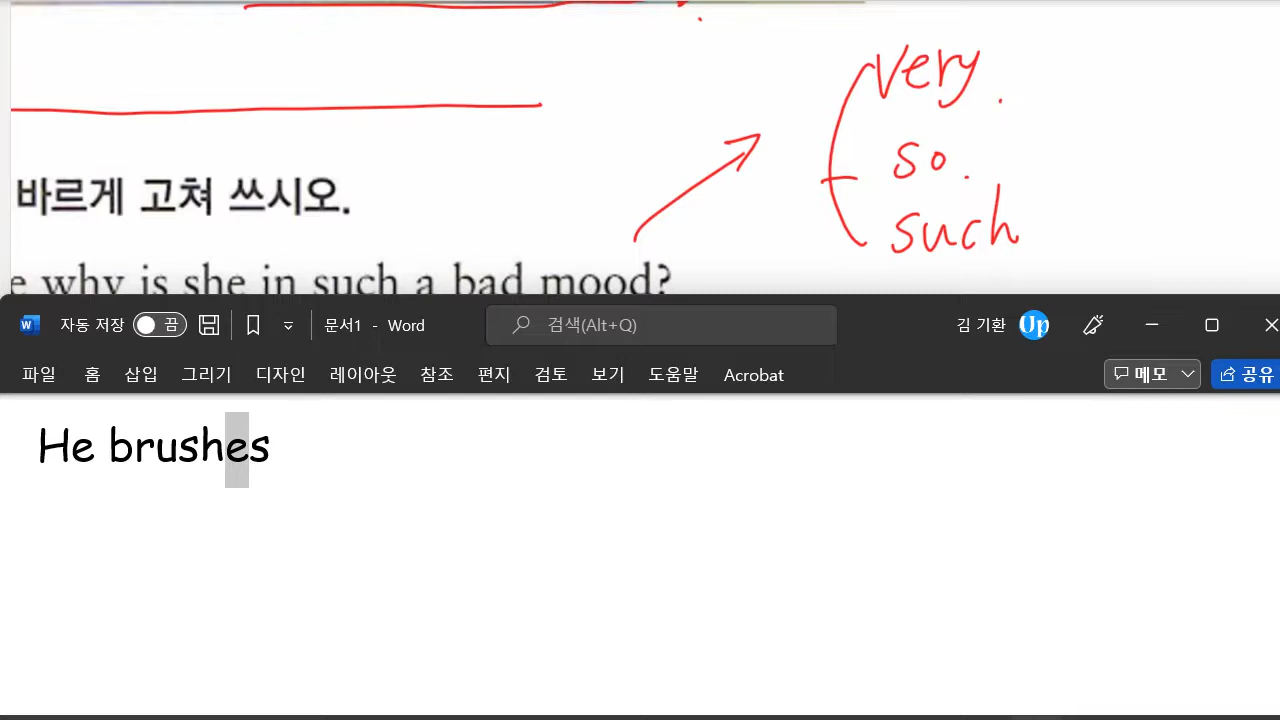 very.
so.
such
바르게 고쳐 쓰시오.
e why is she in such a bad mood?
자동 저장 끔 문서1 - Word 검색(Alt+Q) 김 기환 Up
파일 홈 삽입 그리기 디자인 레이아웃 참조 편지 검토 보기 도움말 Acrobat 메모 공유
He brushes